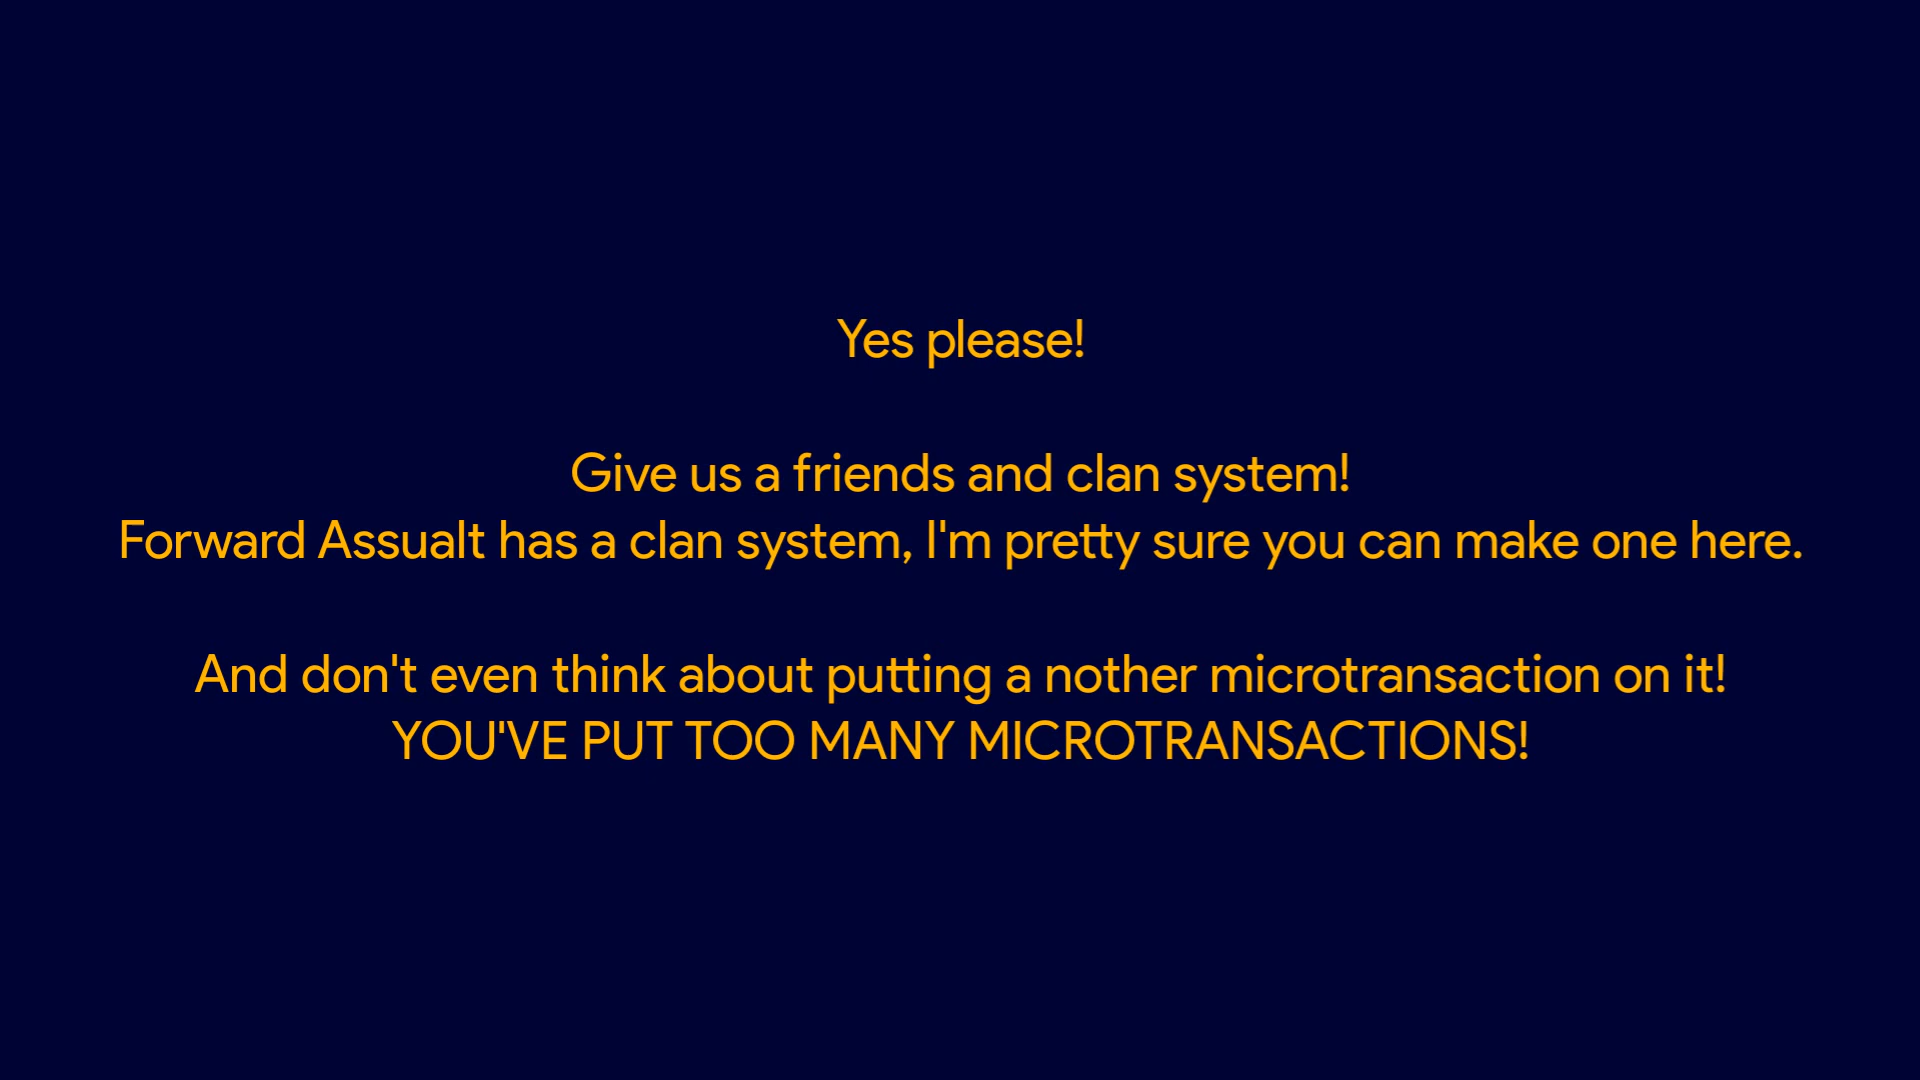 Yes please!
Give us a friends and clan system!
Forward Assualt has a clan system, I'm pretty sure you can make one here.
And don't even think about putting a nother microtransaction on it!
YOU'VE PUT TOO MANY MICROTRANSACTIONS!